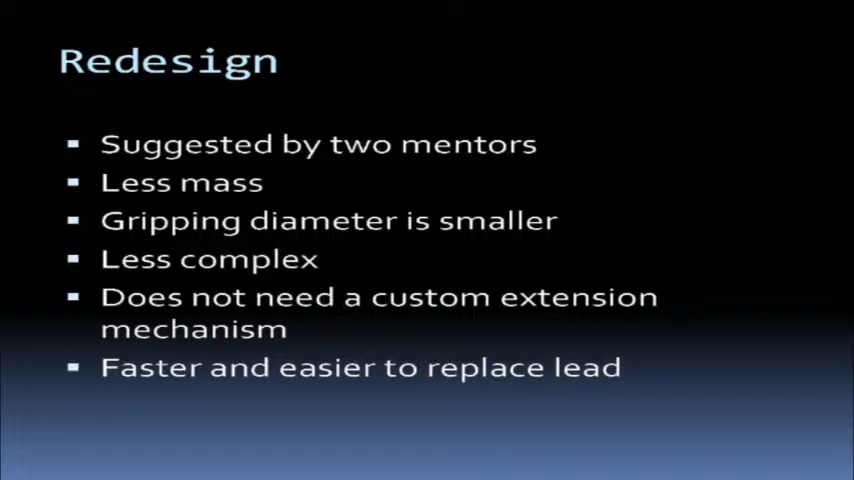 Redesign
▪ Suggested by two mentors
▪ Less mass
▪ Gripping diameter is smaller
▪ Less complex
▪ Does not need a custom extension
mechanism
▪ Faster and easier to replace lead